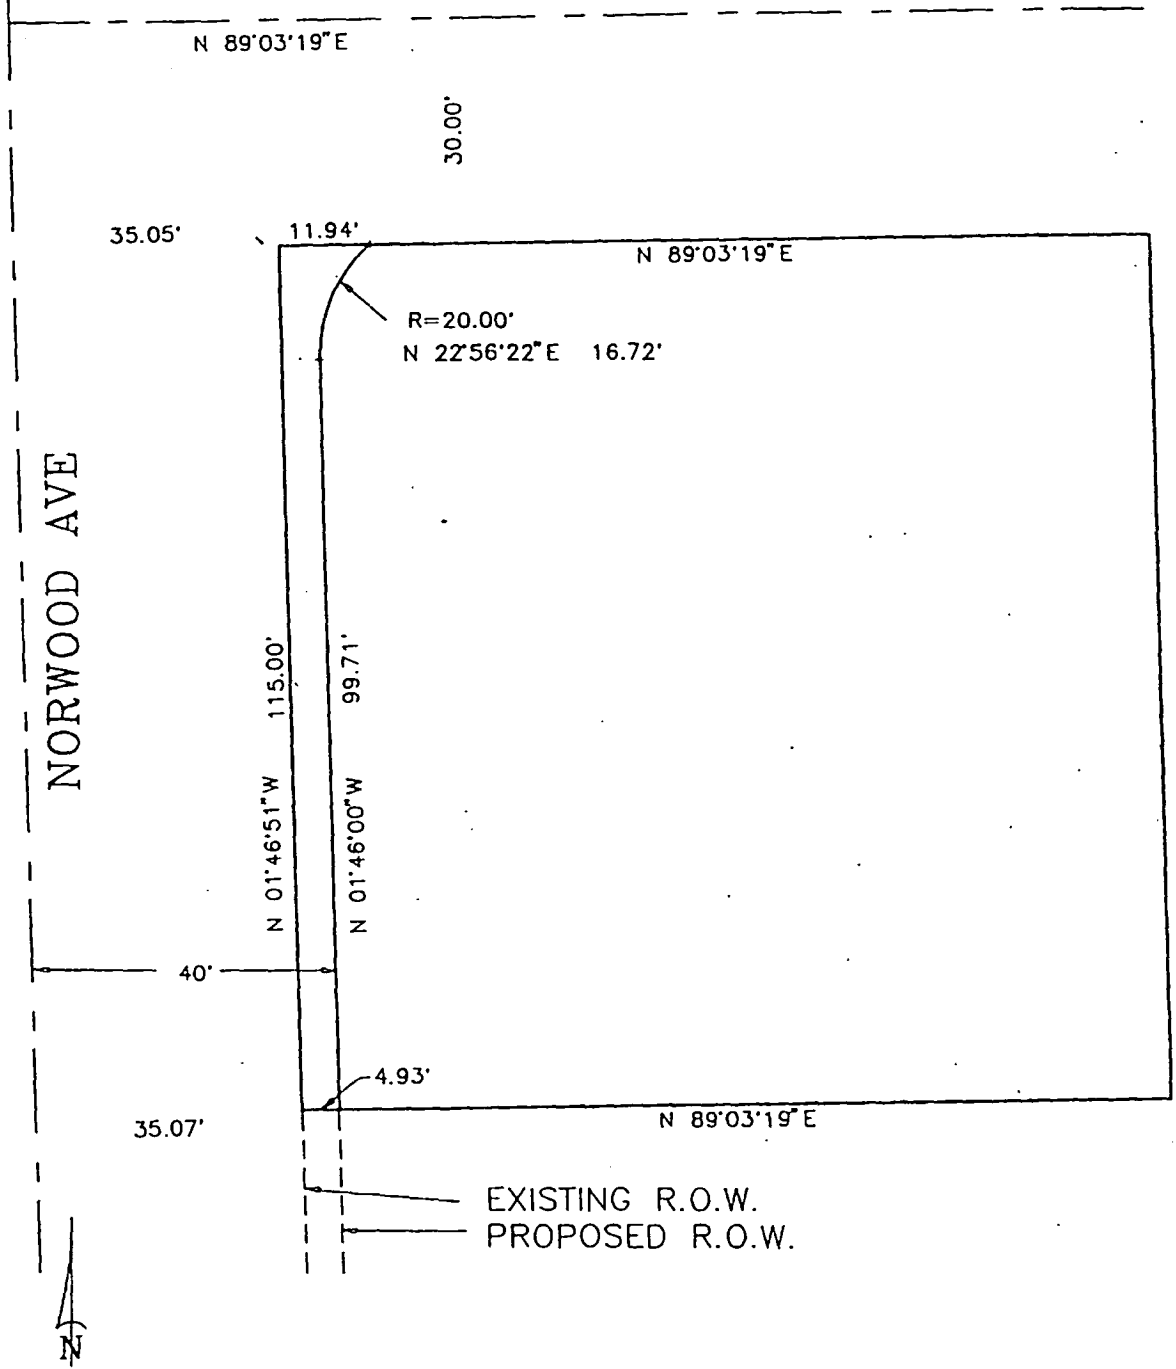 N 89°03'19"E
30.00'
35.05'
11.94'
N 89°03'19"E
R=20.00'
N 22°56'22"E 16.72'
NORWOOD AVE
N 01°46'51"W 115.00'
N 01°46'00"W 99.71'
40'
4.93'
35.07'
N 89°03'19"E
EXISTING R.O.W.
PROPOSED R.O.W.
N